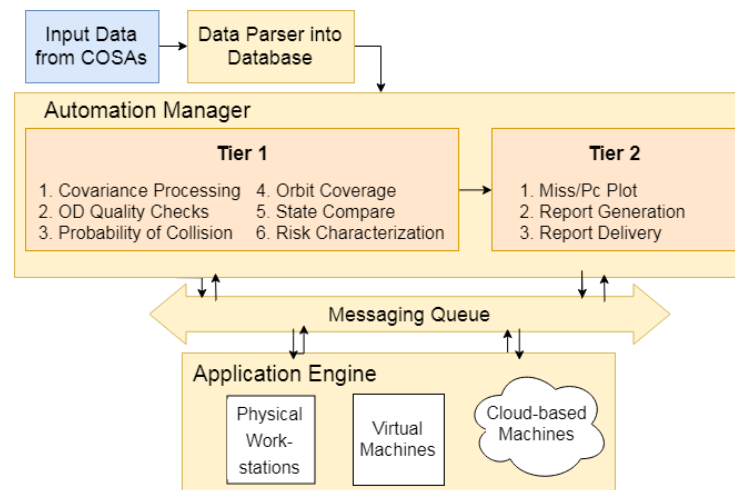 Input Data
from COSAs
Data Parser into
Database
Automation Manager
Tier 1
1. Covariance Processing
2. OD Quality Checks
3. Probability of Collision
4. Orbit Coverage
5. State Compare
6. Risk Characterization
Tier 2
1. Miss/Pc Plot
2. Report Generation
3. Report Delivery
Messaging Queue
Application Engine
Physical
Work-
stations
Virtual
Machines
Cloud-based
Machines